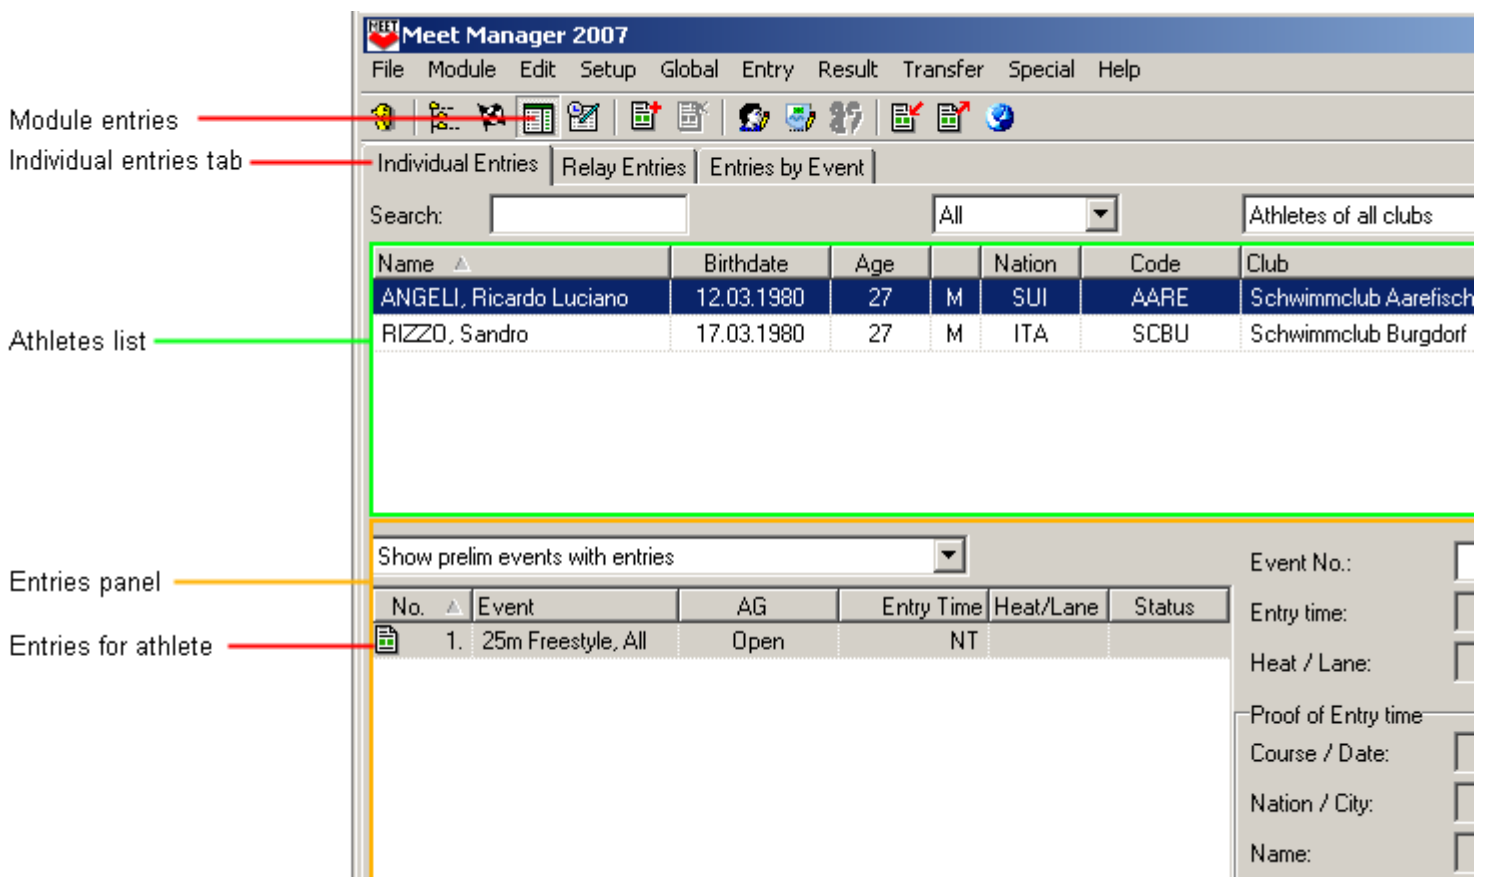 MEET Meet Manager 2007
File Module Edit Setup Global Entry Result Transfer Special Help
Module entries
Individual entries tab
Individual Entries Relay Entries Entries by Event
Search: All Athletes of all clubs
Name Birthdate Age Nation Code Club
ANGELI, Ricardo Luciano 12.03.1980 27 M SUI AARE Schwimmclub Aarefisch
Athletes list
RIZZO, Sandro 17.03.1980 27 M ITA SCBU Schwimmclub Burgdorf
Show prelim events with entries
Event No.:
Entries panel
No. Event AG Entry Time Heat/Lane Status
Entry time:
Entries for athlete
1. 25m Freestyle, All Open NT
Heat / Lane:
Proof of Entry time
Course / Date:
Nation / City:
Name: